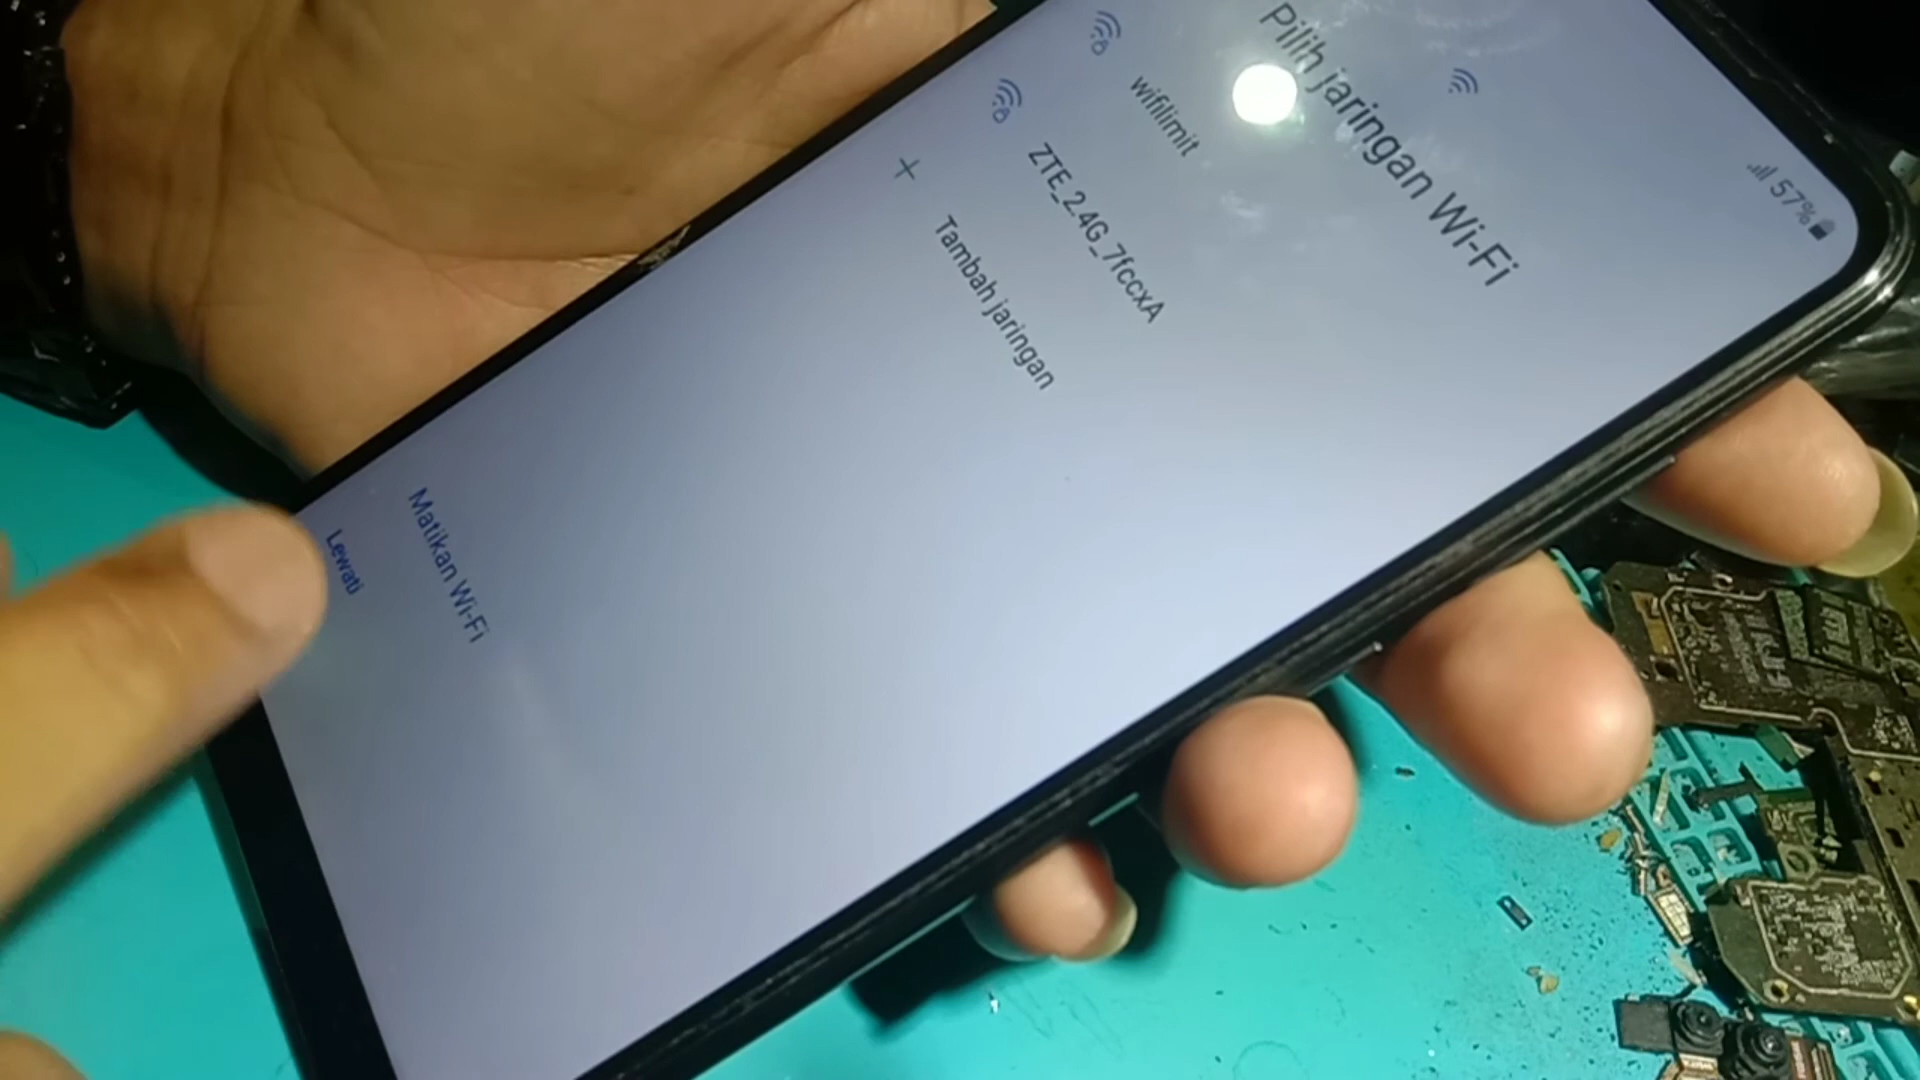 57%
Pilih jaringan Wi-Fi
wifilimit
ZTE_2.4G_7fccxA
Tambah jaringan
Matikan Wi-Fi
Lewati